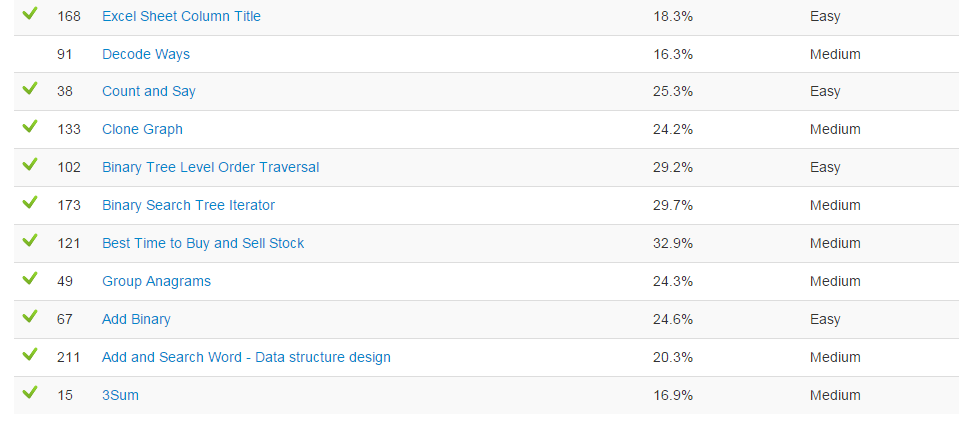 168 Excel Sheet Column Title 18.3% Easy
91 Decode Ways 16.3% Medium
38 Count and Say 25.3% Easy
133 Clone Graph 24.2% Medium
102 Binary Tree Level Order Traversal 29.2% Easy
173 Binary Search Tree Iterator 29.7% Medium
121 Best Time to Buy and Sell Stock 32.9% Medium
49 Group Anagrams 24.3% Medium
67 Add Binary 24.6% Easy
211 Add and Search Word - Data structure design 20.3% Medium
15 3Sum 16.9% Medium